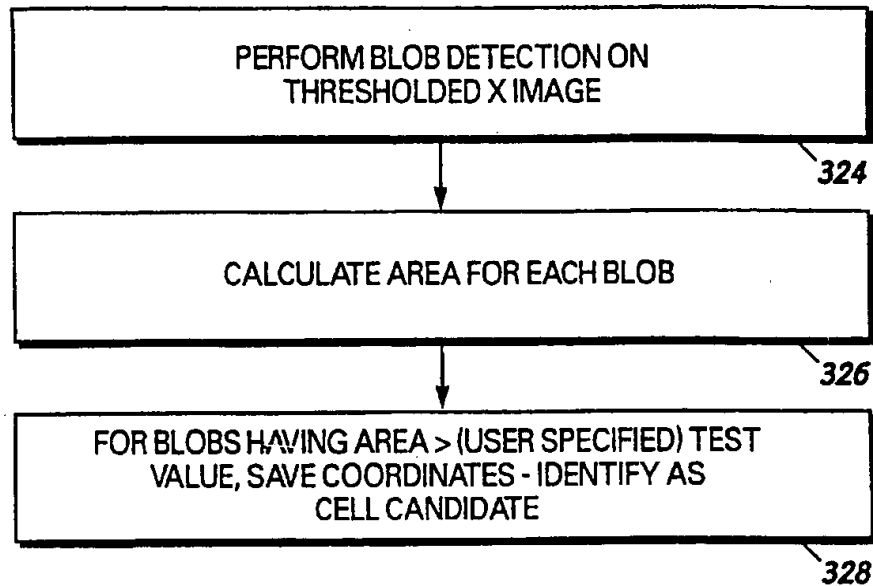 PERFORM BLOB DETECTION ON
THRESHOLDED X IMAGE
324
CALCULATE AREA FOR EACH BLOB
326
FOR BLOBS HAVING AREA > (USER SPECIFIED) TEST
VALUE, SAVE COORDINATES - IDENTIFY AS
CELL CANDIDATE
328